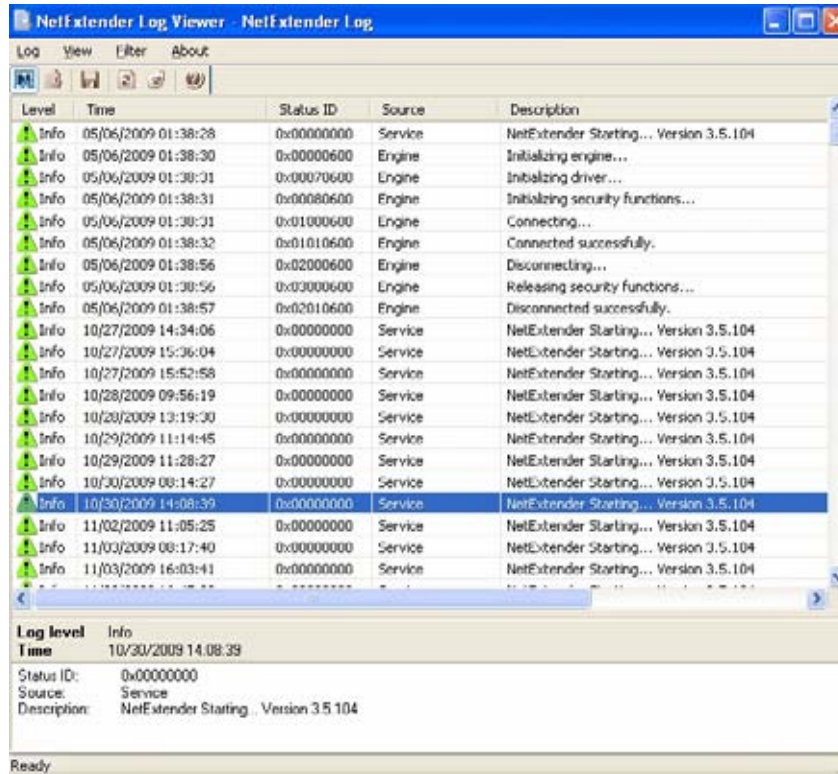 NetExtender Log Viewer - NetExtender Log
Log View Filter About
Level Time Status ID Source Description
Info 05/06/2009 01:38:28 0x00000000 Service NetExtender Starting... Version 3.5.104
Info 05/06/2009 01:38:30 0x00000600 Engine Initializing engine...
Info 05/06/2009 01:38:31 0x00070600 Engine Initializing driver...
Info 05/06/2009 01:38:31 0x00080600 Engine Initializing security functions...
Info 05/06/2009 01:38:31 0x01000600 Engine Connecting...
Info 05/06/2009 01:38:32 0x01010600 Engine Connected successfully.
Info 05/06/2009 01:38:56 0x02000600 Engine Disconnecting...
Info 05/06/2009 01:38:56 0x03000600 Engine Releasing security functions...
Info 05/06/2009 01:38:57 0x02010600 Engine Disconnected successfully.
Info 10/27/2009 14:34:06 0x00000000 Service NetExtender Starting... Version 3.5.104
Info 10/27/2009 15:36:04 0x00000000 Service NetExtender Starting... Version 3.5.104
Info 10/27/2009 15:52:58 0x00000000 Service NetExtender Starting... Version 3.5.104
Info 10/28/2009 09:56:19 0x00000000 Service NetExtender Starting... Version 3.5.104
Info 10/28/2009 13:19:30 0x00000000 Service NetExtender Starting... Version 3.5.104
Info 10/29/2009 11:14:45 0x00000000 Service NetExtender Starting... Version 3.5.104
Info 10/29/2009 11:28:27 0x00000000 Service NetExtender Starting... Version 3.5.104
Info 10/30/2009 08:14:27 0x00000000 Service NetExtender Starting... Version 3.5.104
Info 10/30/2009 14:08:39 0x00000000 Service NetExtender Starting... Version 3.5.104
Info 11/02/2009 11:05:25 0x00000000 Service NetExtender Starting... Version 3.5.104
Info 11/03/2009 08:17:40 0x00000000 Service NetExtender Starting... Version 3.5.104
Info 11/03/2009 16:03:41 0x00000000 Service NetExtender Starting... Version 3.5.104
Log level Info
Time 10/30/2009 14:08:39
Status ID: 0x00000000
Source: Service
Description: NetExtender Starting... Version 3.5.104
Ready